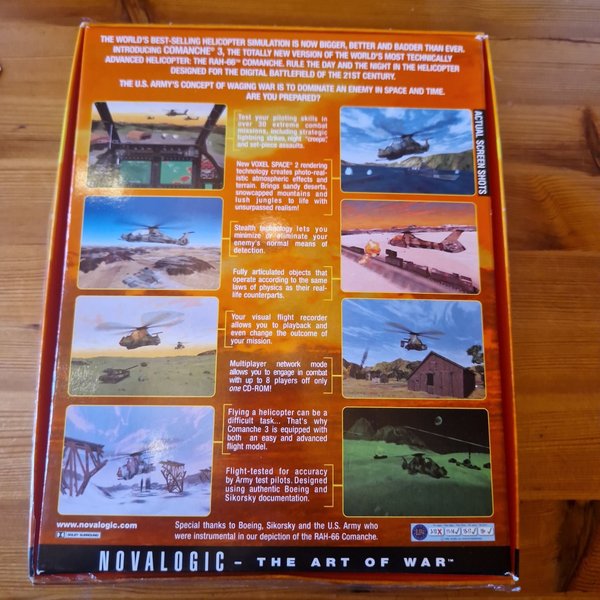 THE WORLD'S BEST-SELLING HELICOPTER SIMULATION IS NOW BIGGER, BETTER AND BADDER THAN EVER.
INTRODUCING COMANCHE® 3, THE TOTALLY NEW VERSION OF THE WORLD'S MOST TECHNICALLY
ADVANCED HELICOPTER: THE RAH-66™ COMANCHE. RULE THE DAY AND THE NIGHT IN THE HELICOPTER
DESIGNED FOR THE DIGITAL BATTLEFIELD OF THE 21ST CENTURY.
THE U.S. ARMY'S CONCEPT OF WAGING WAR IS TO DOMINATE AN ENEMY IN SPACE AND TIME.
ARE YOU PREPARED?
ACTUAL SCREEN SHOTS
Test your piloting skills in
over 30 extreme combat
missions, including strategic
lightning strikes, night "creeps",
and set-piece assaults.
New VOXEL SPACE® 2 rendering
technology creates photo-real-
istic atmospheric effects and
terrain. Brings sandy deserts,
snowcapped mountains and
lush jungles to life with
unsurpassed realism!
Stealth technology lets you
minimize or eliminate your
enemy's normal means of
detection.
Fully articulated objects that
operate according to the same
laws of physics as their real-
life counterparts.
Your visual flight recorder
allows you to playback and
even change the outcome of
your mission.
Multiplayer network mode
allows you to engage in combat
with up to 8 players off only
one CD-ROM!
Flying a helicopter can be a
difficult task... That's why
Comanche 3 is equipped with
both an easy and advanced
flight model.
Flight-tested for accuracy
by Army test pilots. Designed
using authentic Boeing and
Sikorsky documentation.
www.novalogic.com
DOLBY SURROUND
Special thanks to Boeing, Sikorsky and the U.S. Army who
were instrumental in our depiction of the RAH-66 Comanche.
NOVALOGIC – THE ART OF WAR™